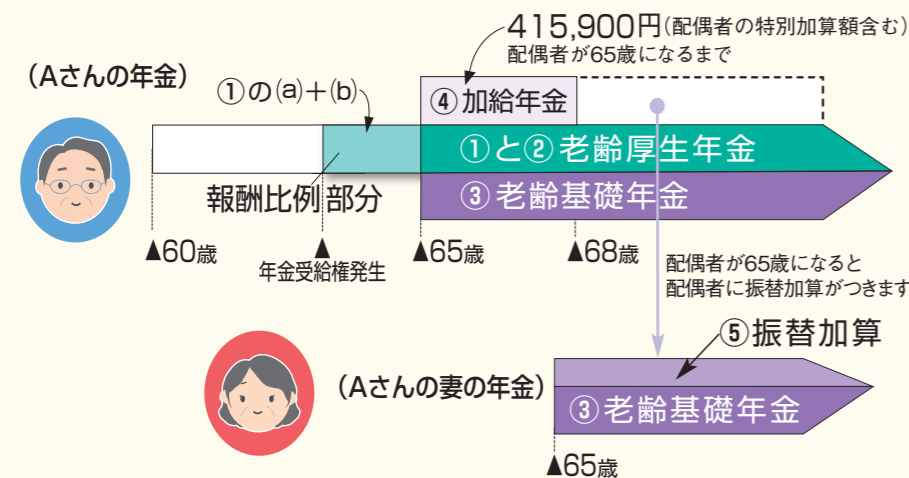 415,900円(配偶者の特別加算額含む)
配偶者が65歳になるまで
(Aさんの年金)
①の(a)+(b)
④加給年金
①と②老齢厚生年金
報酬比例部分
③老齢基礎年金
▲60歳
▲
年金受給権発生
▲65歳
▲68歳
配偶者が65歳になると
配偶者に振替加算がつきます
⑤振替加算
(Aさんの妻の年金)
③老齢基礎年金
▲65歳